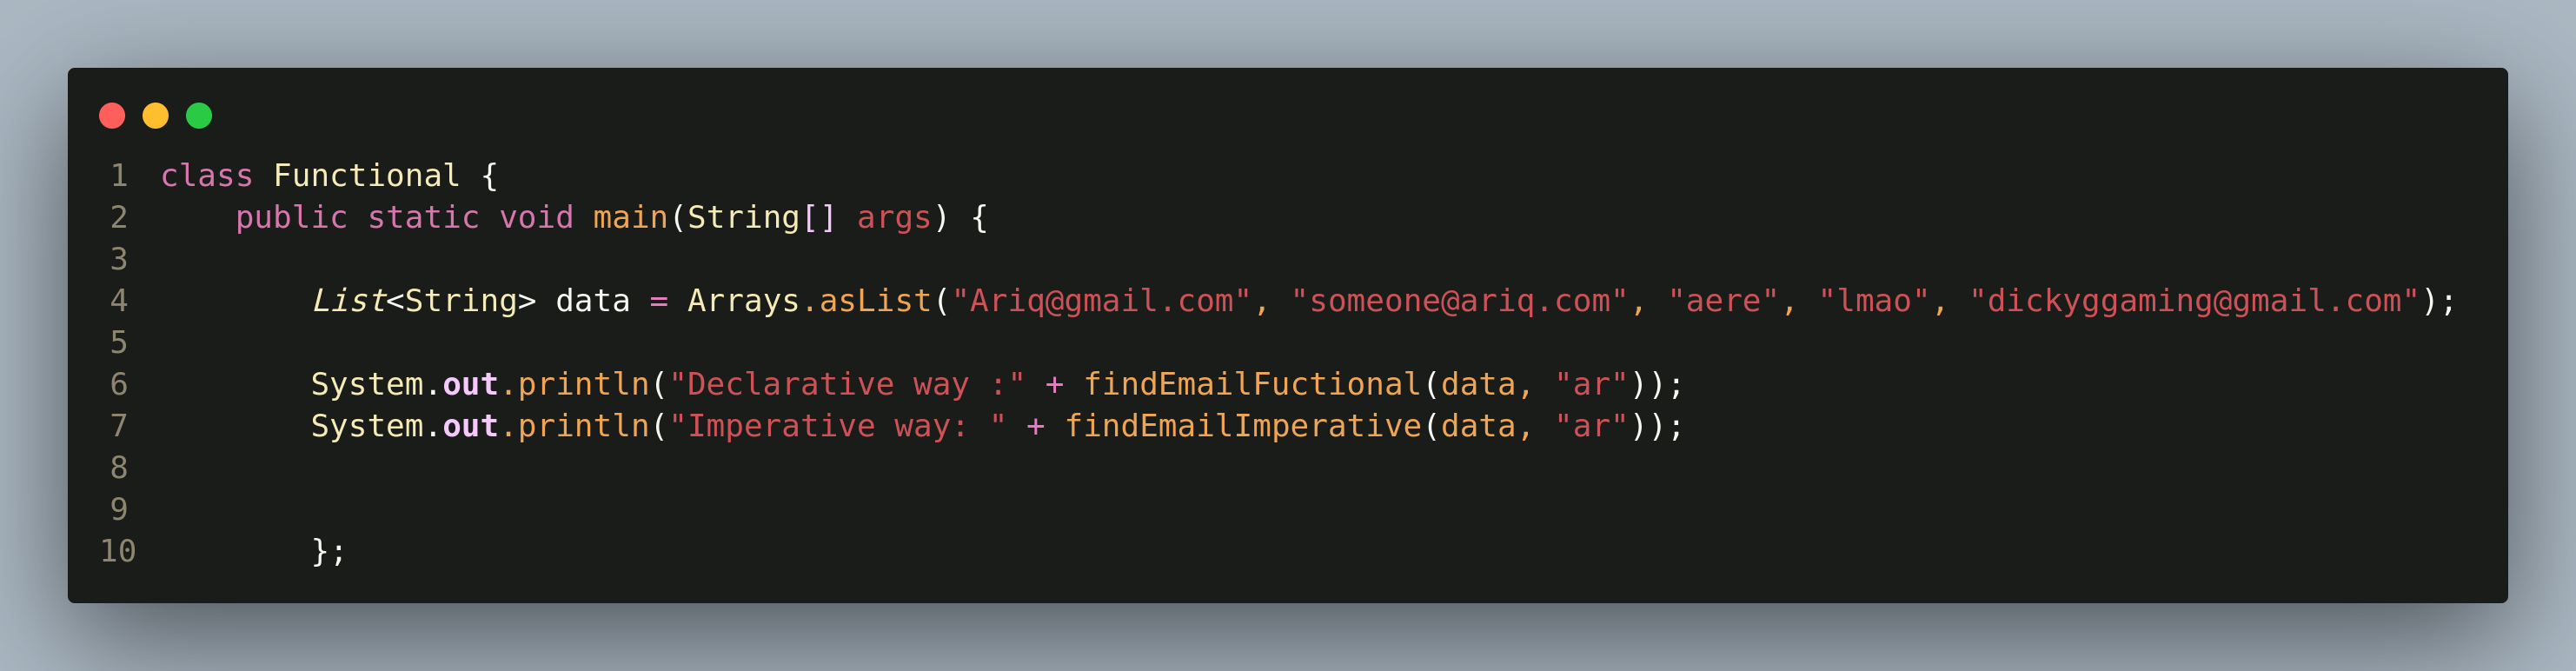 1 class Functional {
2     public static void main(String[] args) {
3
4         List<String> data = Arrays.asList("Ariq@gmail.com", "someone@ariq.com", "aere", "lmao", "dickyggaming@gmail.com");
5
6         System.out.println("Declarative way :" + findEmailFuctional(data, "ar"));
7         System.out.println("Imperative way: " + findEmailImperative(data, "ar"));
8
9
10         };